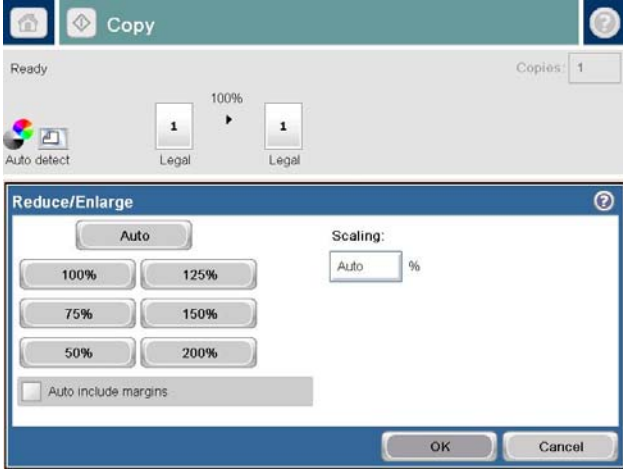 Copy
Ready
Copies: 1
100%
1 1
Auto detect Legal Legal
Reduce/Enlarge
Auto
Scaling:
100% 125%
Auto %
75% 150%
50% 200%
Auto include margins
OK Cancel